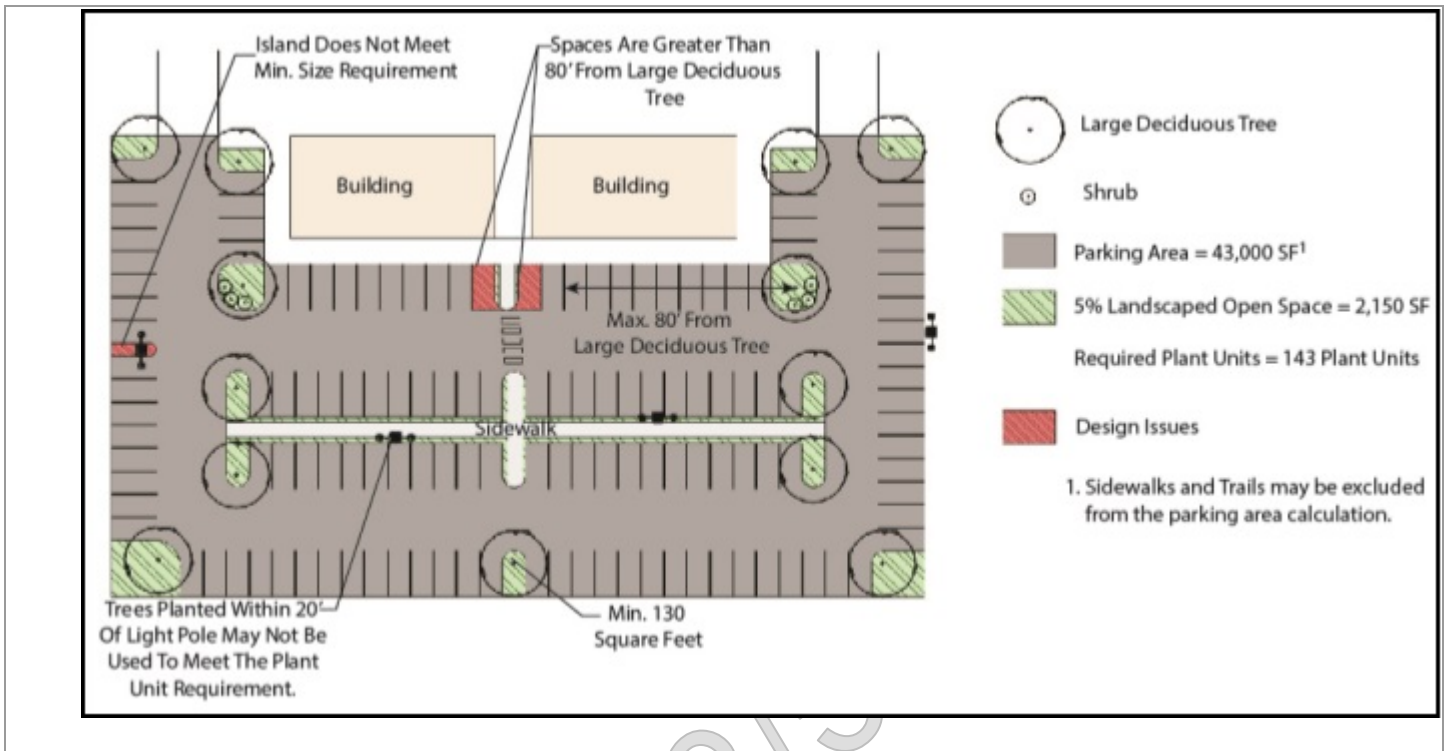 Island Does Not Meet
Min. Size Requirement
Spaces Are Greater Than
80' From Large Deciduous
Tree
Building
Building
Max. 80' From
Large Deciduous Tree
Sidewalk
Trees Planted Within 20'
Of Light Pole May Not Be
Used To Meet The Plant
Unit Requirement.
Min. 130
Square Feet
Large Deciduous Tree
Shrub
Parking Area = 43,000 SF¹
5% Landscaped Open Space = 2,150 SF
Required Plant Units = 143 Plant Units
Design Issues
1. Sidewalks and Trails may be excluded
from the parking area calculation.